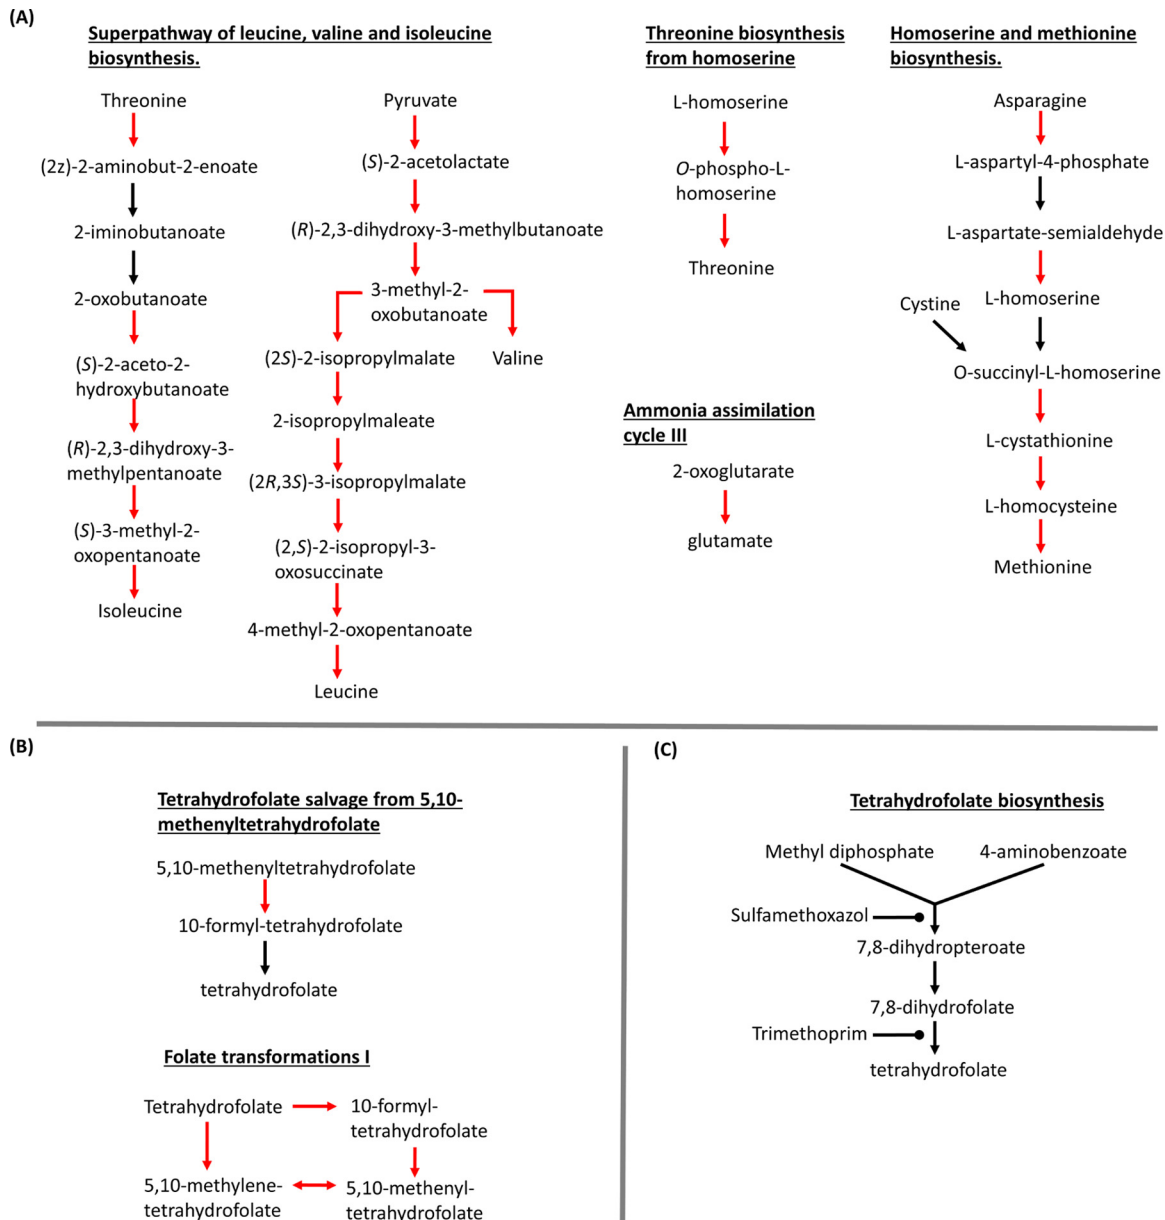 (A)
Superpathway of leucine, valine and isoleucine
biosynthesis.
Threonine
(2z)-2-aminobut-2-enoate
2-iminobutanoate
2-oxobutanoate
(S)-2-aceto-2-
hydroxybutanoate
(R)-2,3-dihydroxy-3-
methylpentanoate
(S)-3-methyl-2-
oxopentanoate
Isoleucine
Pyruvate
(S)-2-acetolactate
(R)-2,3-dihydroxy-3-methylbutanoate
3-methyl-2-
oxobutanoate
(2S)-2-isopropylmalate
Valine
2-isopropylmaleate
(2R,3S)-3-isopropylmalate
(2,S)-2-isopropyl-3-
oxosuccinate
4-methyl-2-oxopentanoate
Leucine
Threonine biosynthesis
from homoserine
L-homoserine
O-phospho-L-
homoserine
Threonine
Ammonia assimilation
cycle III
2-oxoglutarate
glutamate
Homoserine and methionine
biosynthesis.
Asparagine
L-aspartyl-4-phosphate
L-aspartate-semialdehyde
L-homoserine
Cystine
O-succinyl-L-homoserine
L-cystathionine
L-homocysteine
Methionine
(B)
Tetrahydrofolate salvage from 5,10-
methenyltetrahydrofolate
5,10-methenyltetrahydrofolate
10-formyl-tetrahydrofolate
tetrahydrofolate
Folate transformations I
Tetrahydrofolate
10-formyl-
tetrahydrofolate
5,10-methylene-
tetrahydrofolate
5,10-methenyl-
tetrahydrofolate
(C)
Tetrahydrofolate biosynthesis
Methyl diphosphate
4-aminobenzoate
Sulfamethoxazol
7,8-dihydropteroate
7,8-dihydrofolate
Trimethoprim
tetrahydrofolate